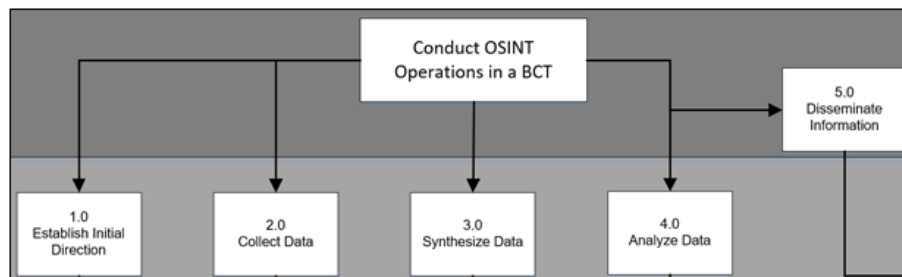 Conduct OSINT
Operations in a BCT
5.0
Disseminate
Information
1.0
Establish Initial
Direction
2.0
Collect Data
3.0
Synthesize Data
4.0
Analyze Data